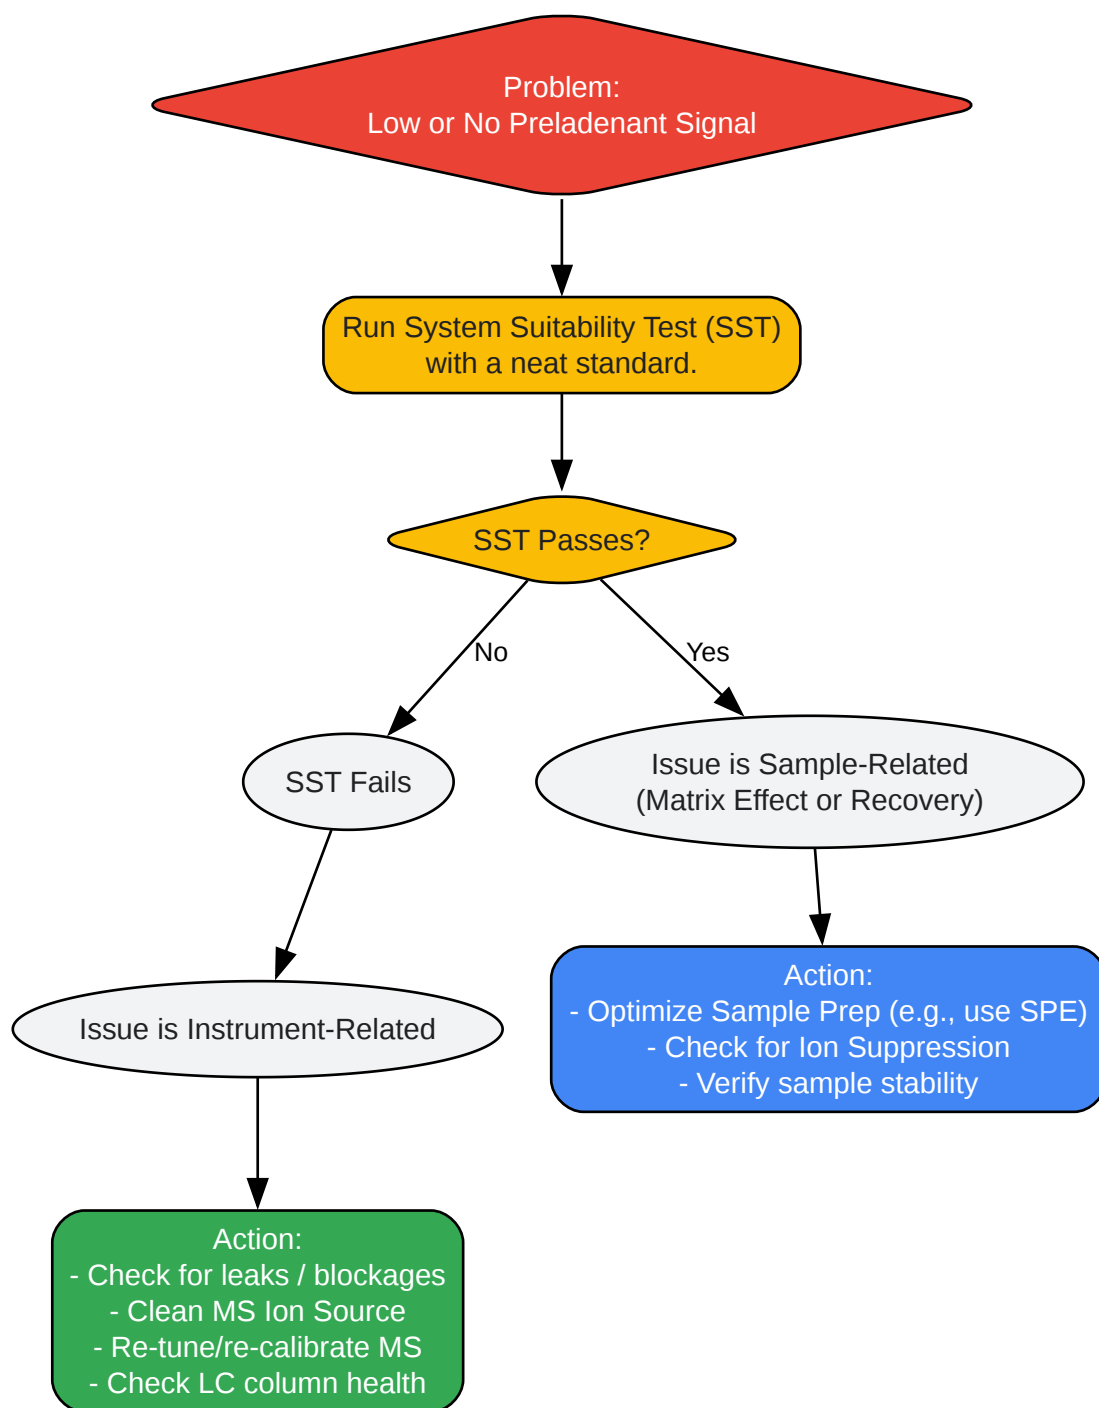 Problem:
Low or No Preladenant Signal
Run System Suitability Test (SST)
with a neat standard.
SST Passes?
No
Yes
SST Fails
Issue is Sample-Related
(Matrix Effect or Recovery)
Issue is Instrument-Related
Action:
- Optimize Sample Prep (e.g., use SPE)
- Check for Ion Suppression
- Verify sample stability
Action:
- Check for leaks / blockages
- Clean MS Ion Source
- Re-tune/re-calibrate MS
- Check LC column health